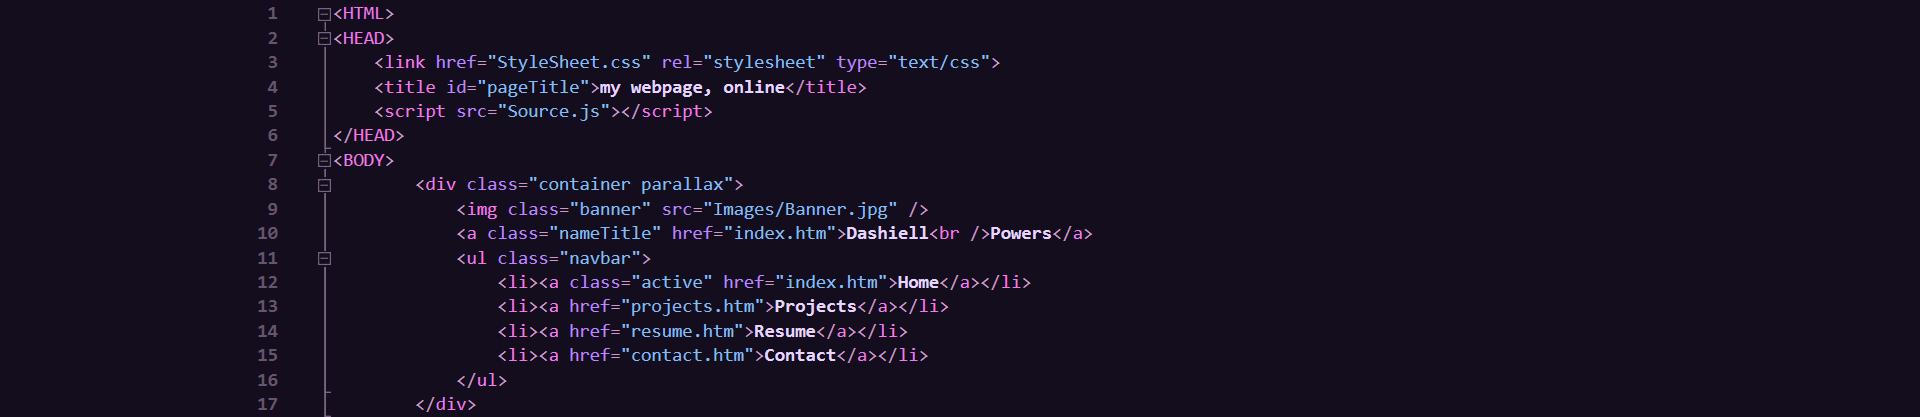 1 <HTML>
2 <HEAD>
3 <link href="StyleSheet.css" rel="stylesheet" type="text/css">
4 <title id="pageTitle">my webpage, online</title>
5 <script src="Source.js"></script>
6 </HEAD>
7 <BODY>
8 <div class="container parallax">
9 <img class="banner" src="Images/Banner.jpg" />
10 <a class="nameTitle" href="index.htm">Dashiell<br />Powers</a>
11 <ul class="navbar">
12 <li><a class="active" href="index.htm">Home</a></li>
13 <li><a href="projects.htm">Projects</a></li>
14 <li><a href="resume.htm">Resume</a></li>
15 <li><a href="contact.htm">Contact</a></li>
16 </ul>
17 </div>